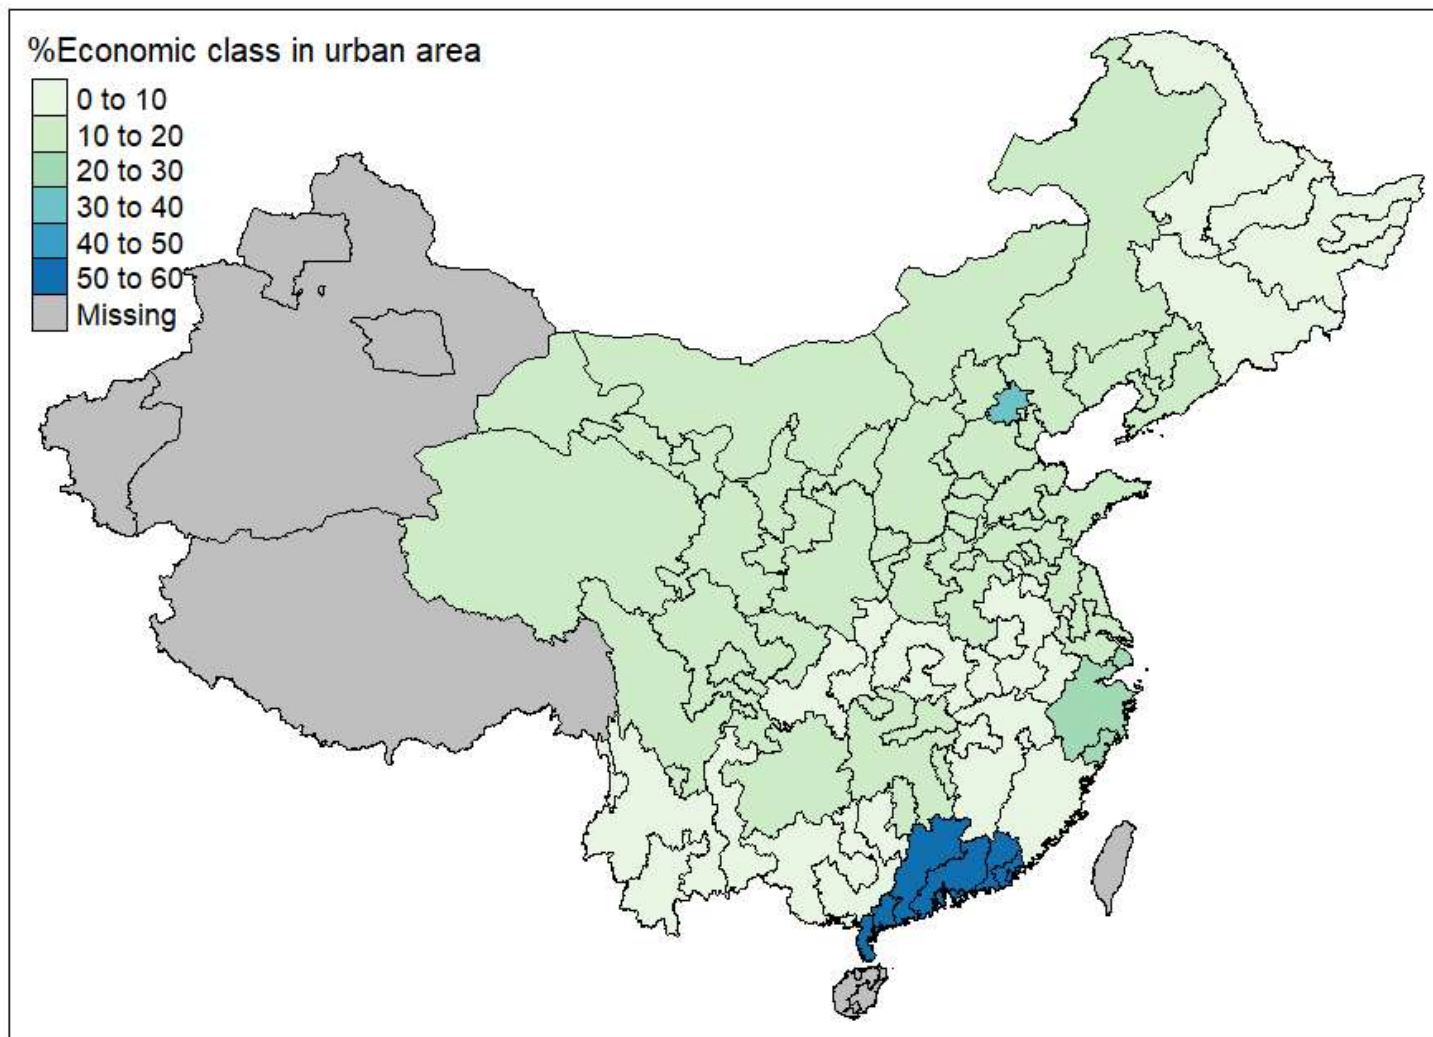 %Economic class in urban area
0 to 10
10 to 20
20 to 30
30 to 40
40 to 50
50 to 60
Missing